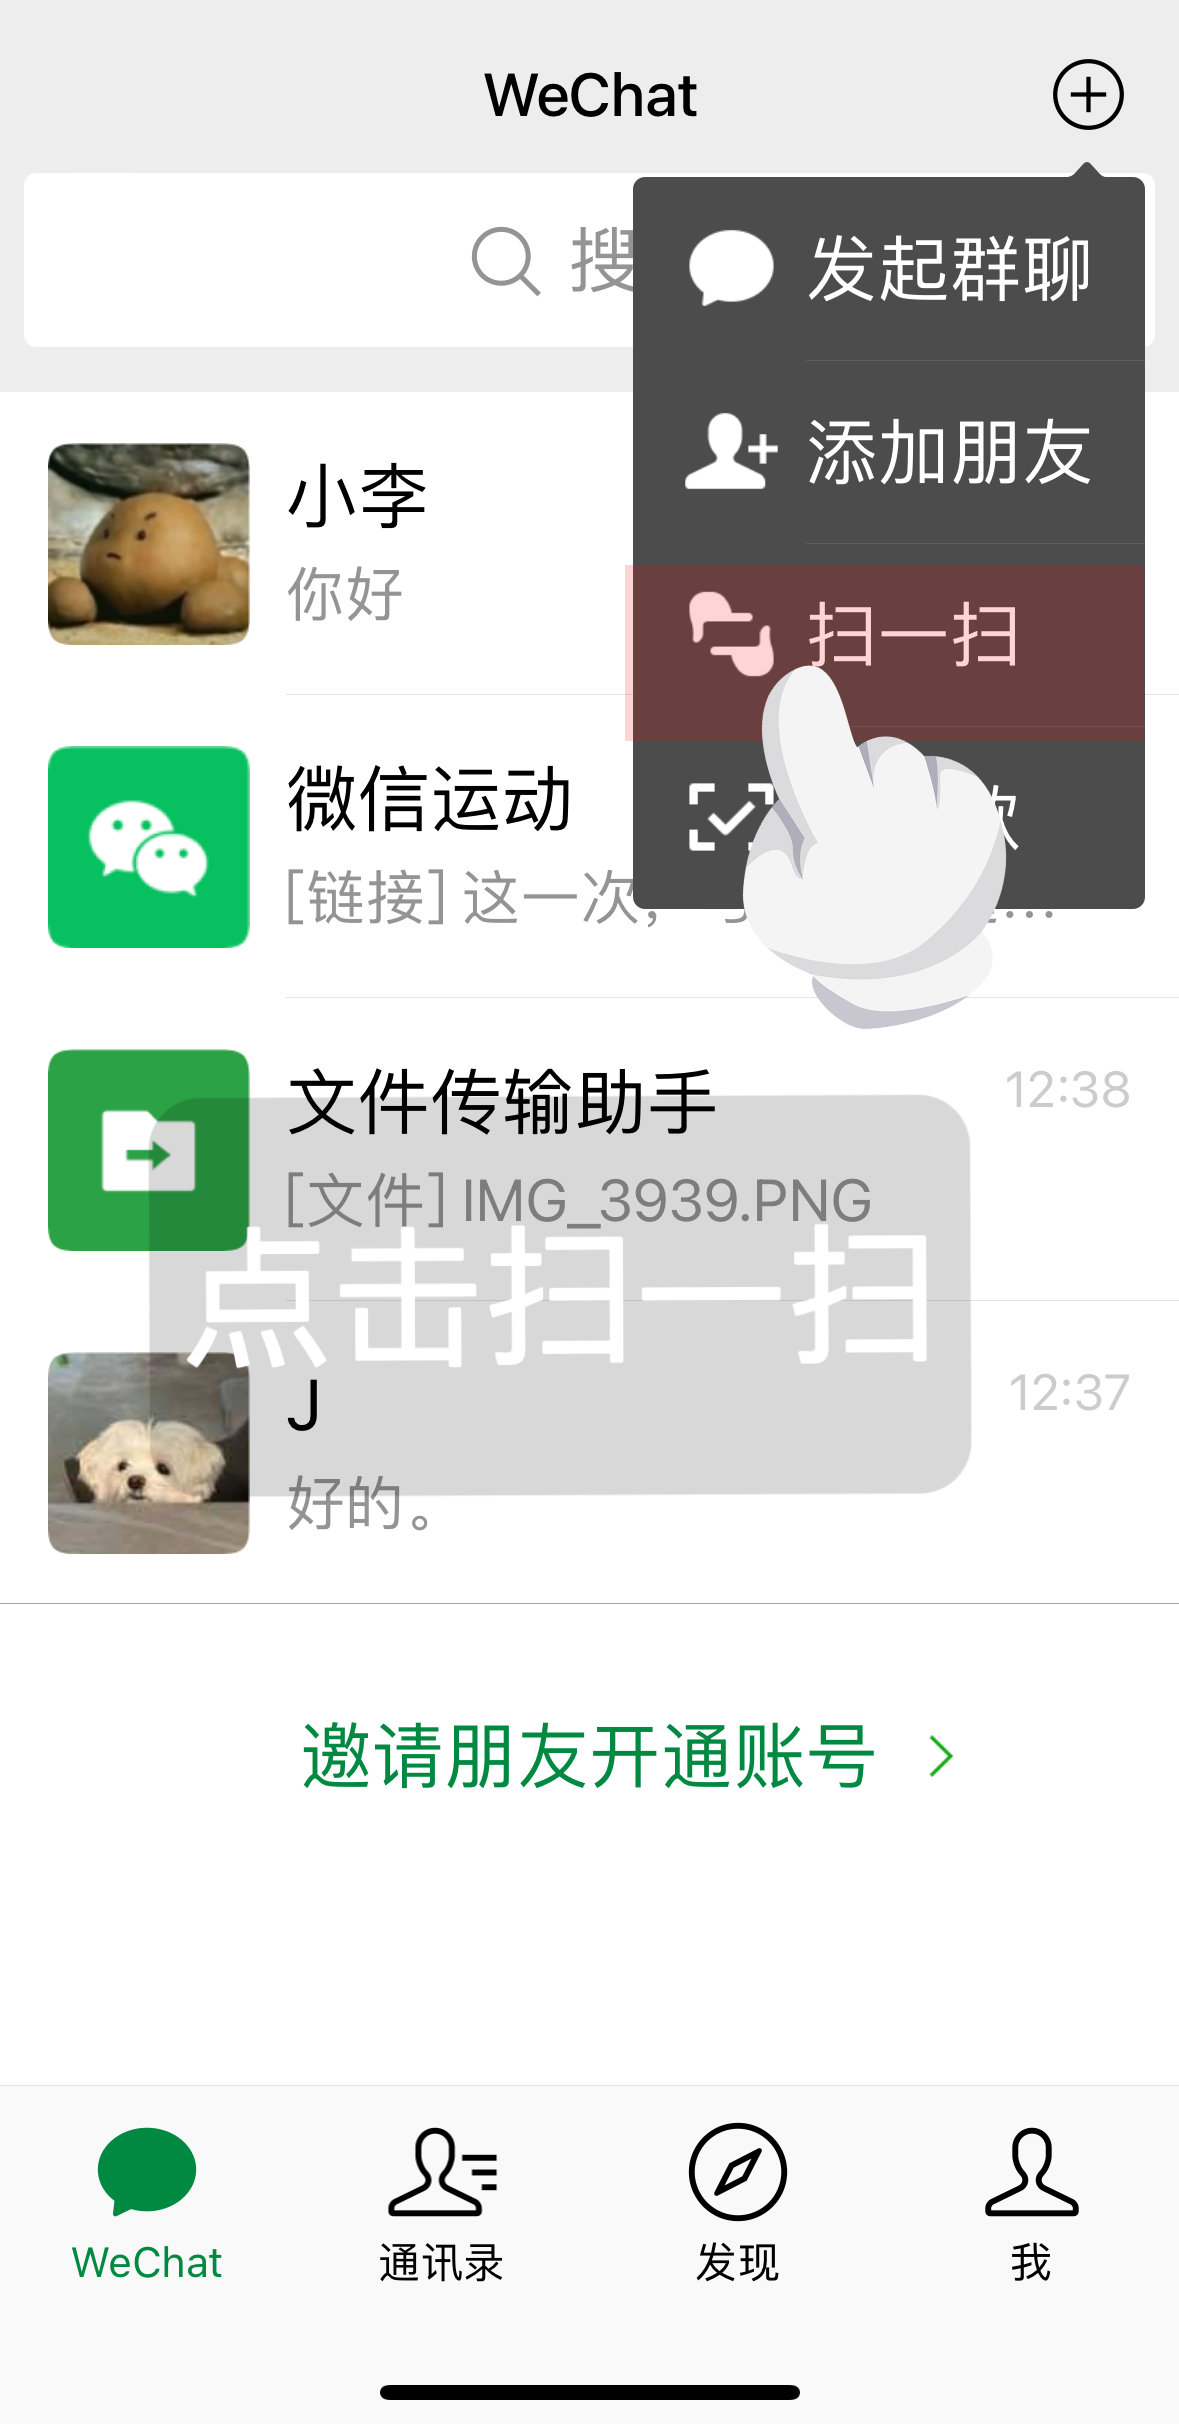 WeChat
搜
发起群聊
添加朋友
扫一扫
款
小李
你好
微信运动
[链接] 这一次，
...
文件传输助手
12:38
[文件] IMG_3939.PNG
点击扫一扫
J
12:37
好的。
邀请朋友开通账号
WeChat
通讯录
发现
我